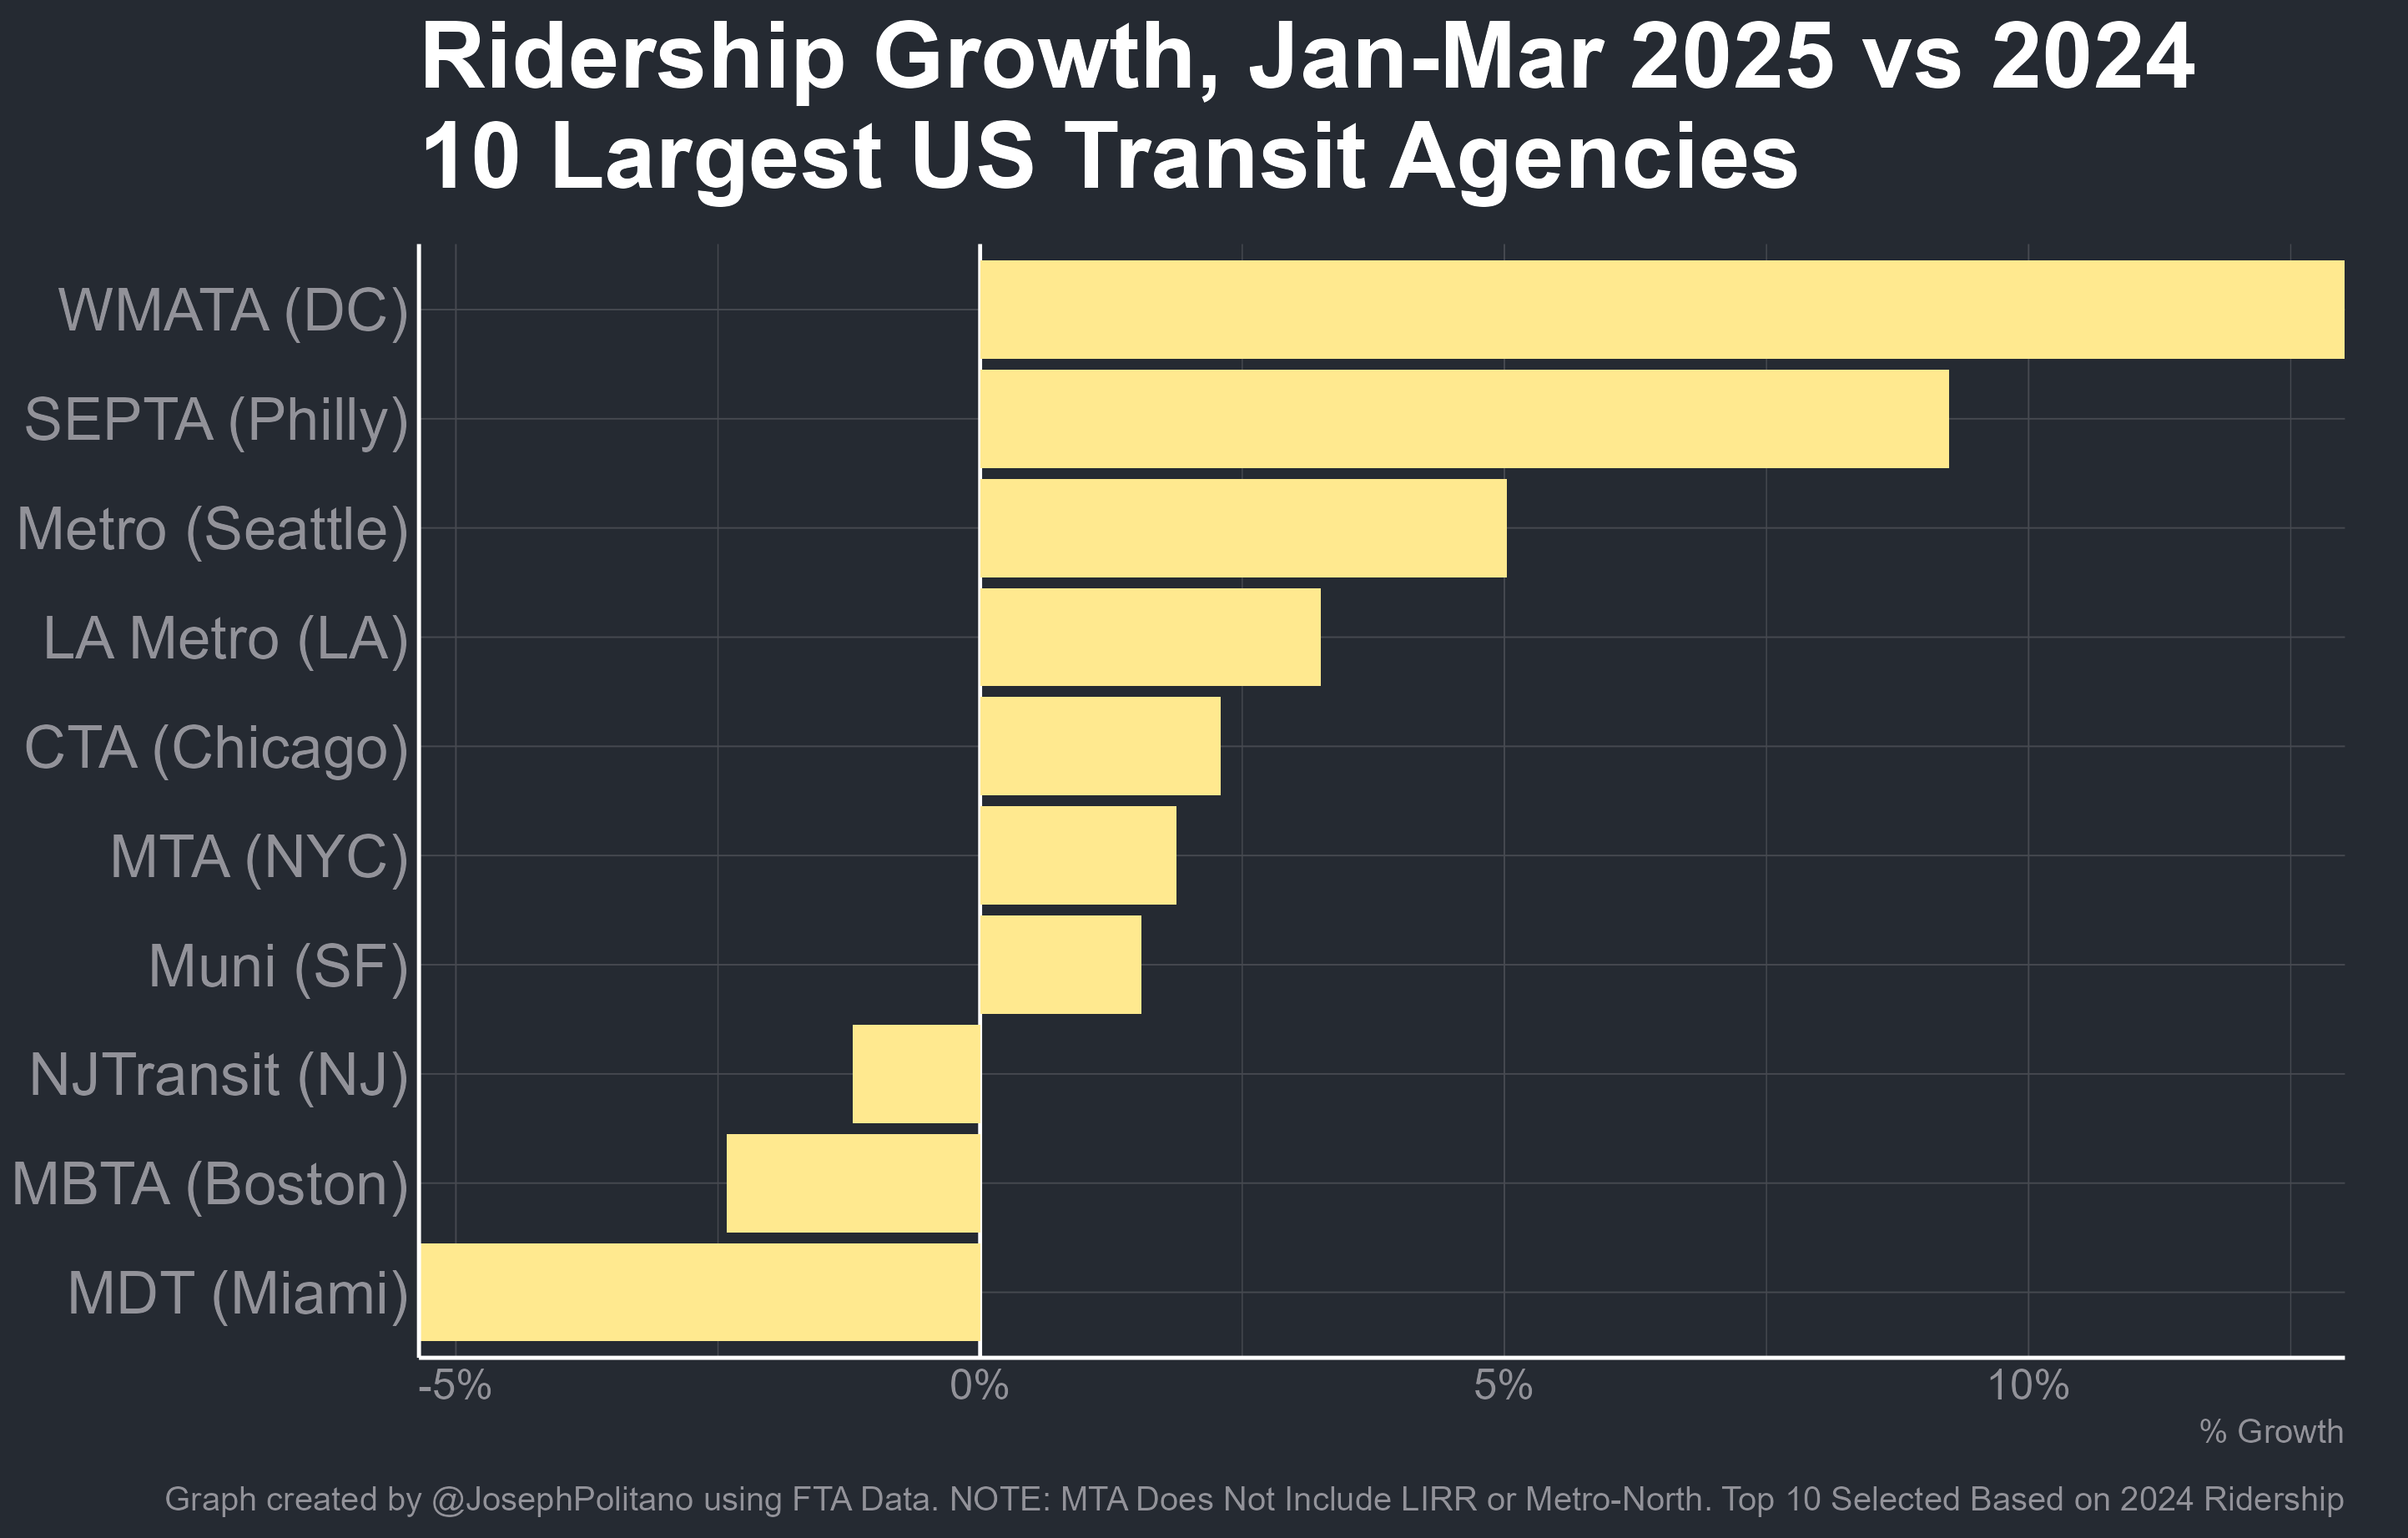 Ridership Growth, Jan-Mar 2025 vs 2024
10 Largest US Transit Agencies
WMATA (DC)
SEPTA (Philly)
Metro (Seattle)
LA Metro (LA)
CTA (Chicago)
MTA (NYC)
Muni (SF)
NJTransit (NJ)
MBTA (Boston)
MDT (Miami)
-5% 0% 5% 10%
% Growth
Graph created by @JosephPolitano using FTA Data. NOTE: MTA Does Not Include LIRR or Metro-North. Top 10 Selected Based on 2024 Ridership